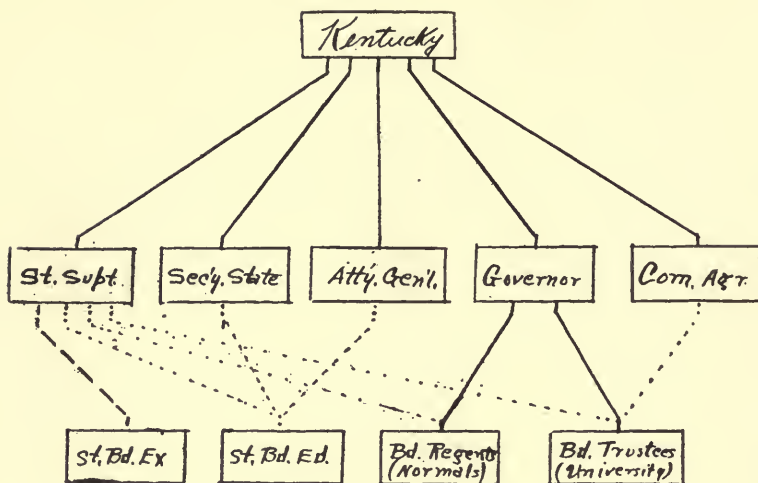 Kentucky
St. Supt.
Sec'y. State
Att'y. Gen'l.
Governor
Com. Agr.
St. Bd. Ex
St. Bd. Ed.
Bd. Regents
(Normals)
Bd. Trustees
(University)